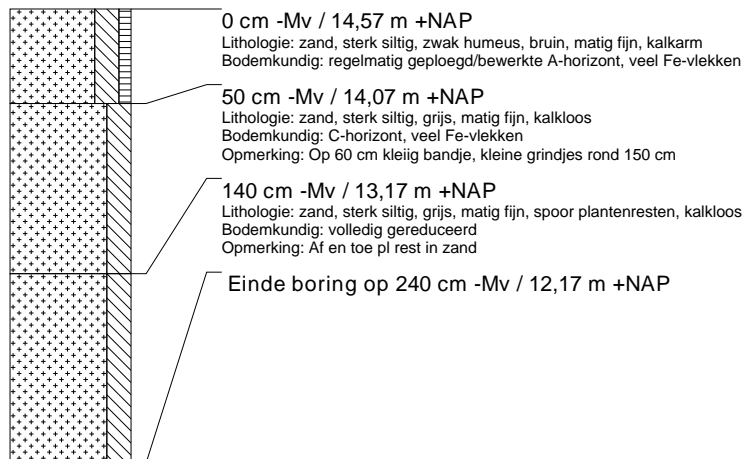 0 cm -Mv / 14,57 m +NAP
Lithologie: zand, sterk siltig, zwak humeus, bruin, matig fijn, kalkarm
Bodemkundig: regelmatig geploegd/bewerkte A-horizont, veel Fe-vlekken
50 cm -Mv / 14,07 m +NAP
Lithologie: zand, sterk siltig, grijs, matig fijn, kalkloos
Bodemkundig: C-horizont, veel Fe-vlekken
Opmerking: Op 60 cm kleiig bandje, kleine grindjes rond 150 cm
140 cm -Mv / 13,17 m +NAP
Lithologie: zand, sterk siltig, grijs, matig fijn, spoor plantenresten, kalkloos
Bodemkundig: volledig gereduceerd
Opmerking: Af en toe pl rest in zand
Einde boring op 240 cm -Mv / 12,17 m +NAP